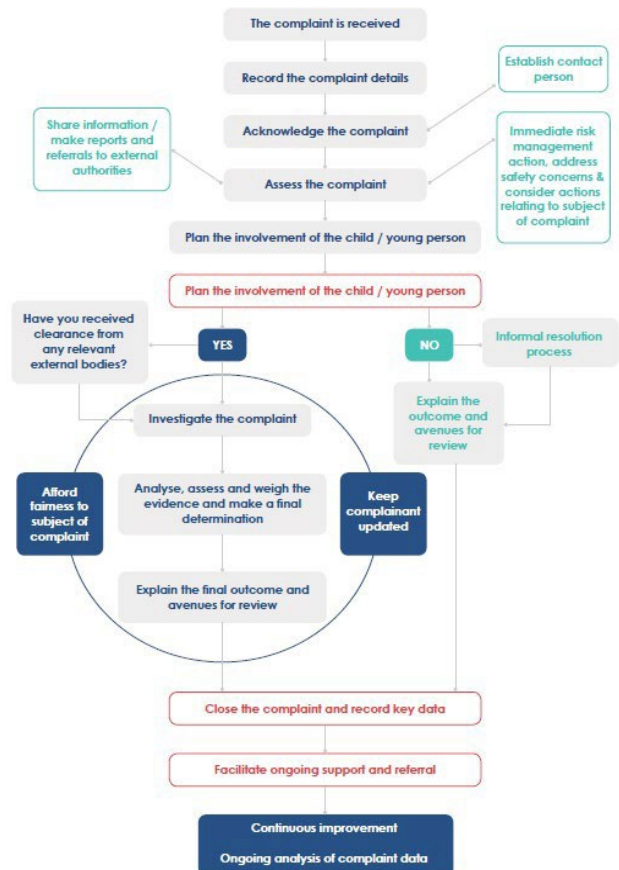 The complaint is received
Record the complaint details
Establish contact
person
Acknowledge the complaint
Share information /
make reports and
referrals to external
authorities
Immediate risk
management
action, address
safety concerns &
consider actions
relating to subject
of complaint
Assess the complaint
Plan the involvement of the child / young person
Plan the involvement of the child / young person
Have you received
clearance from
any relevant
external bodies?
YES
NO
Informal resolution
process
Investigate the complaint
Explain the
outcome and
avenues for
review
Afford
fairness to
subject of
complaint
Analyse, assess and weigh the
evidence and make a final
determination
Keep
complainant
updated
Explain the final outcome and
avenues for review
Close the complaint and record key data
Facilitate ongoing support and referral
Continuous improvement
Ongoing analysis of complaint data